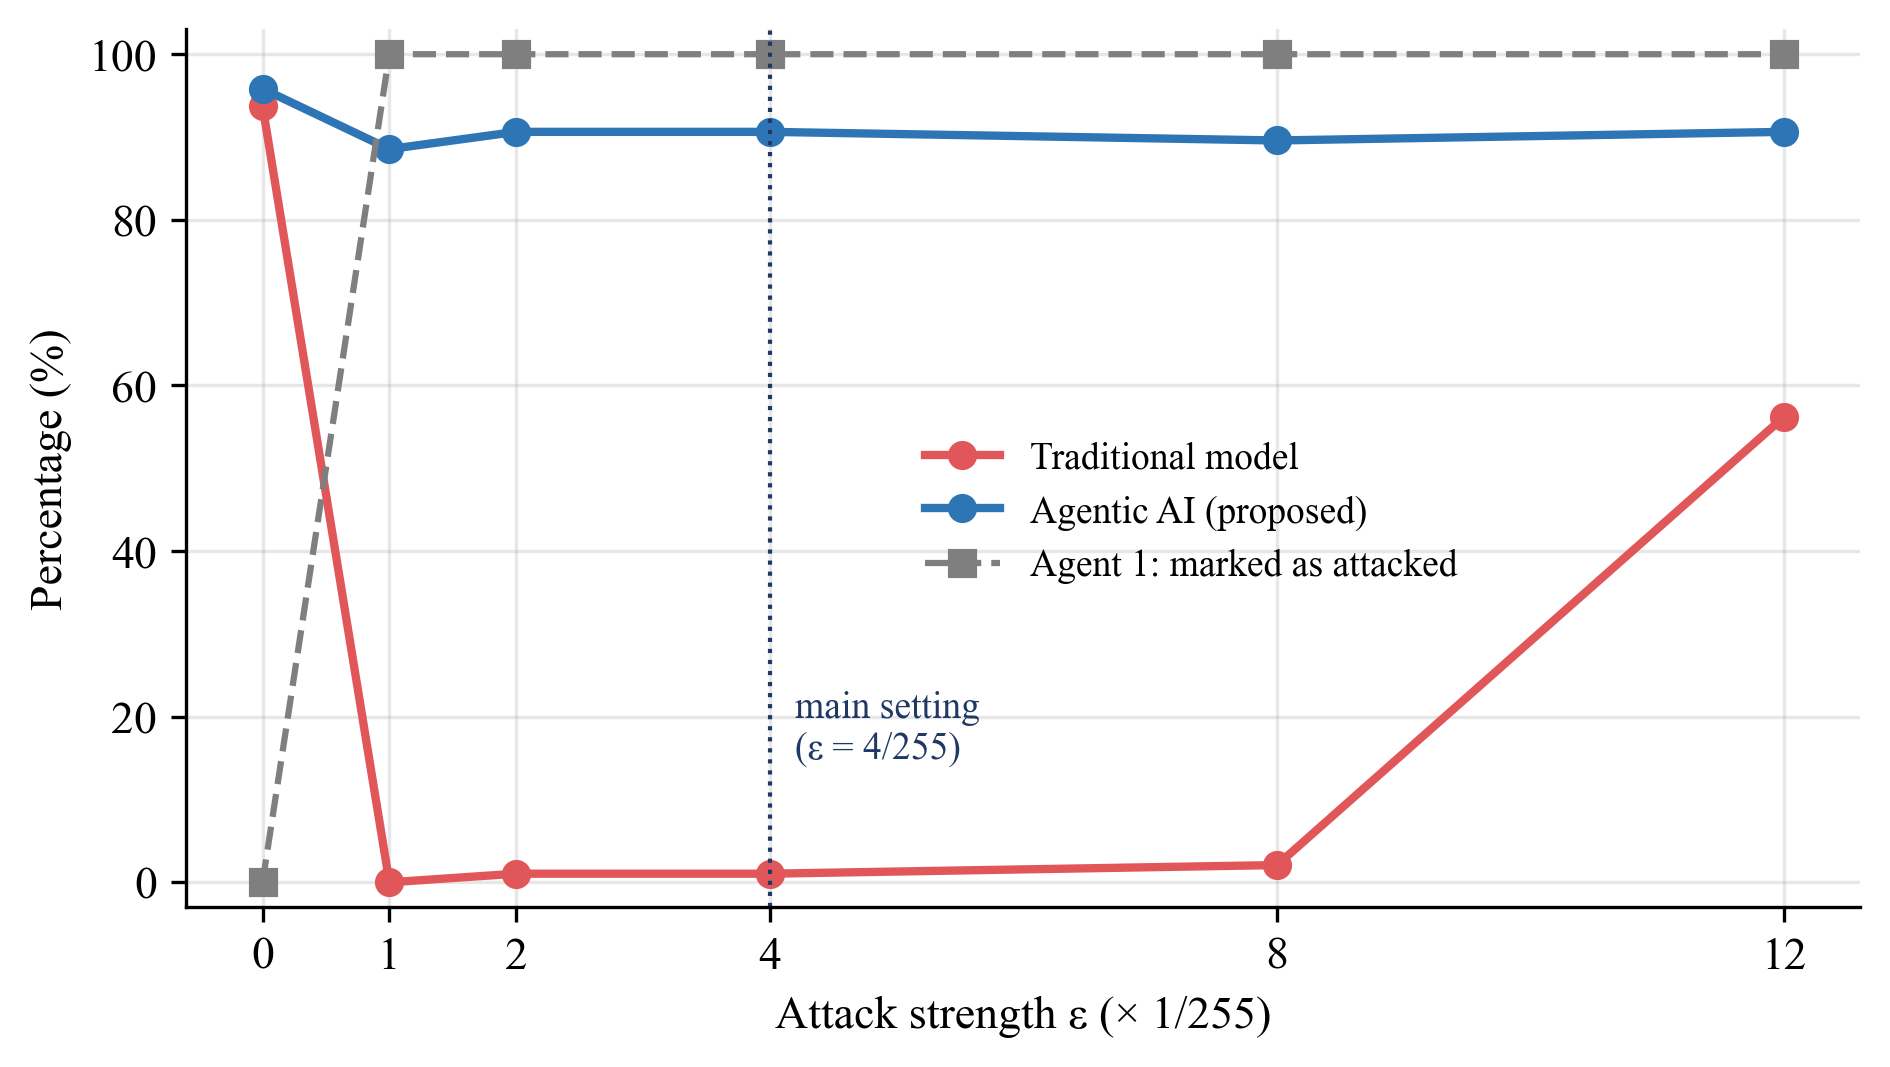 100
80
60
40
20
0
Percentage (%)
Traditional model
Agentic AI (proposed)
Agent 1: marked as attacked
main setting
(ε = 4/255)
0 1 2 4 8 12
Attack strength ε (× 1/255)